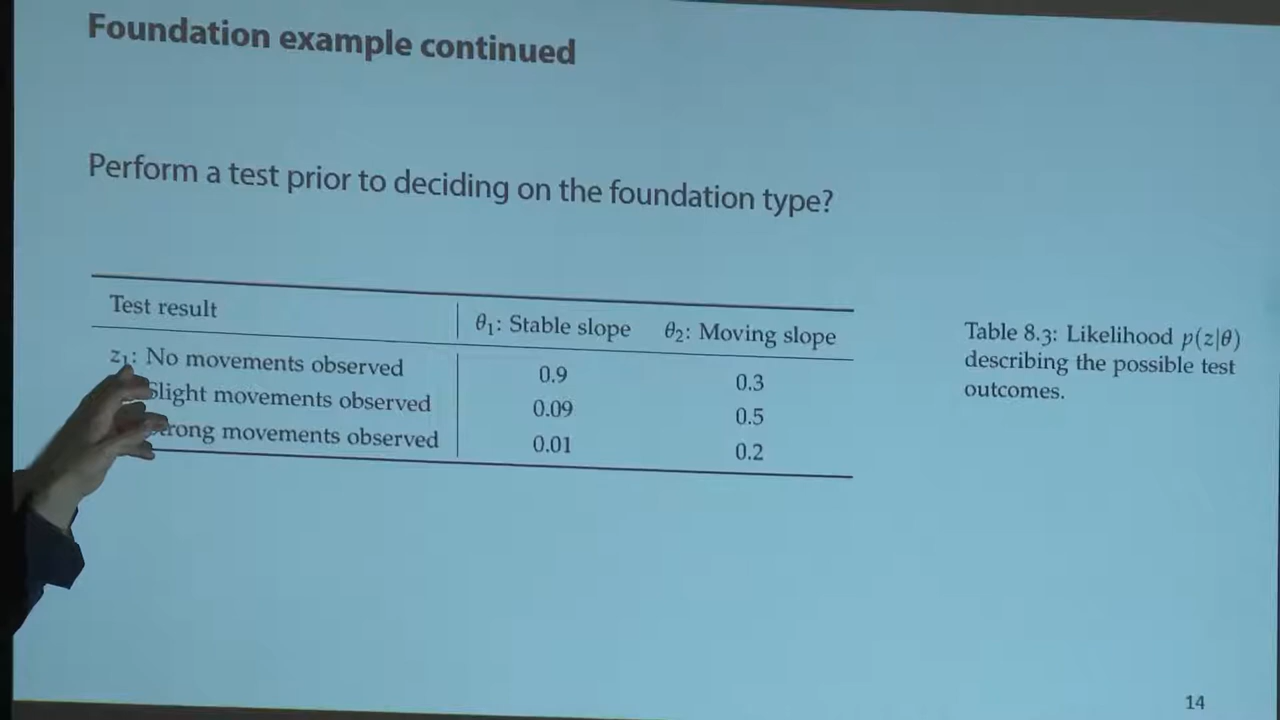 Foundation example continued
Perform a test prior to deciding on the foundation type?
Test result θ₁: Stable slope θ₂: Moving slope
z₁: No movements observed 0.9 0.3
Slight movements observed 0.09 0.5
movements observed 0.01 0.2
Table 8.3: Likelihood p(z|θ)
describing the possible test
outcomes.
14